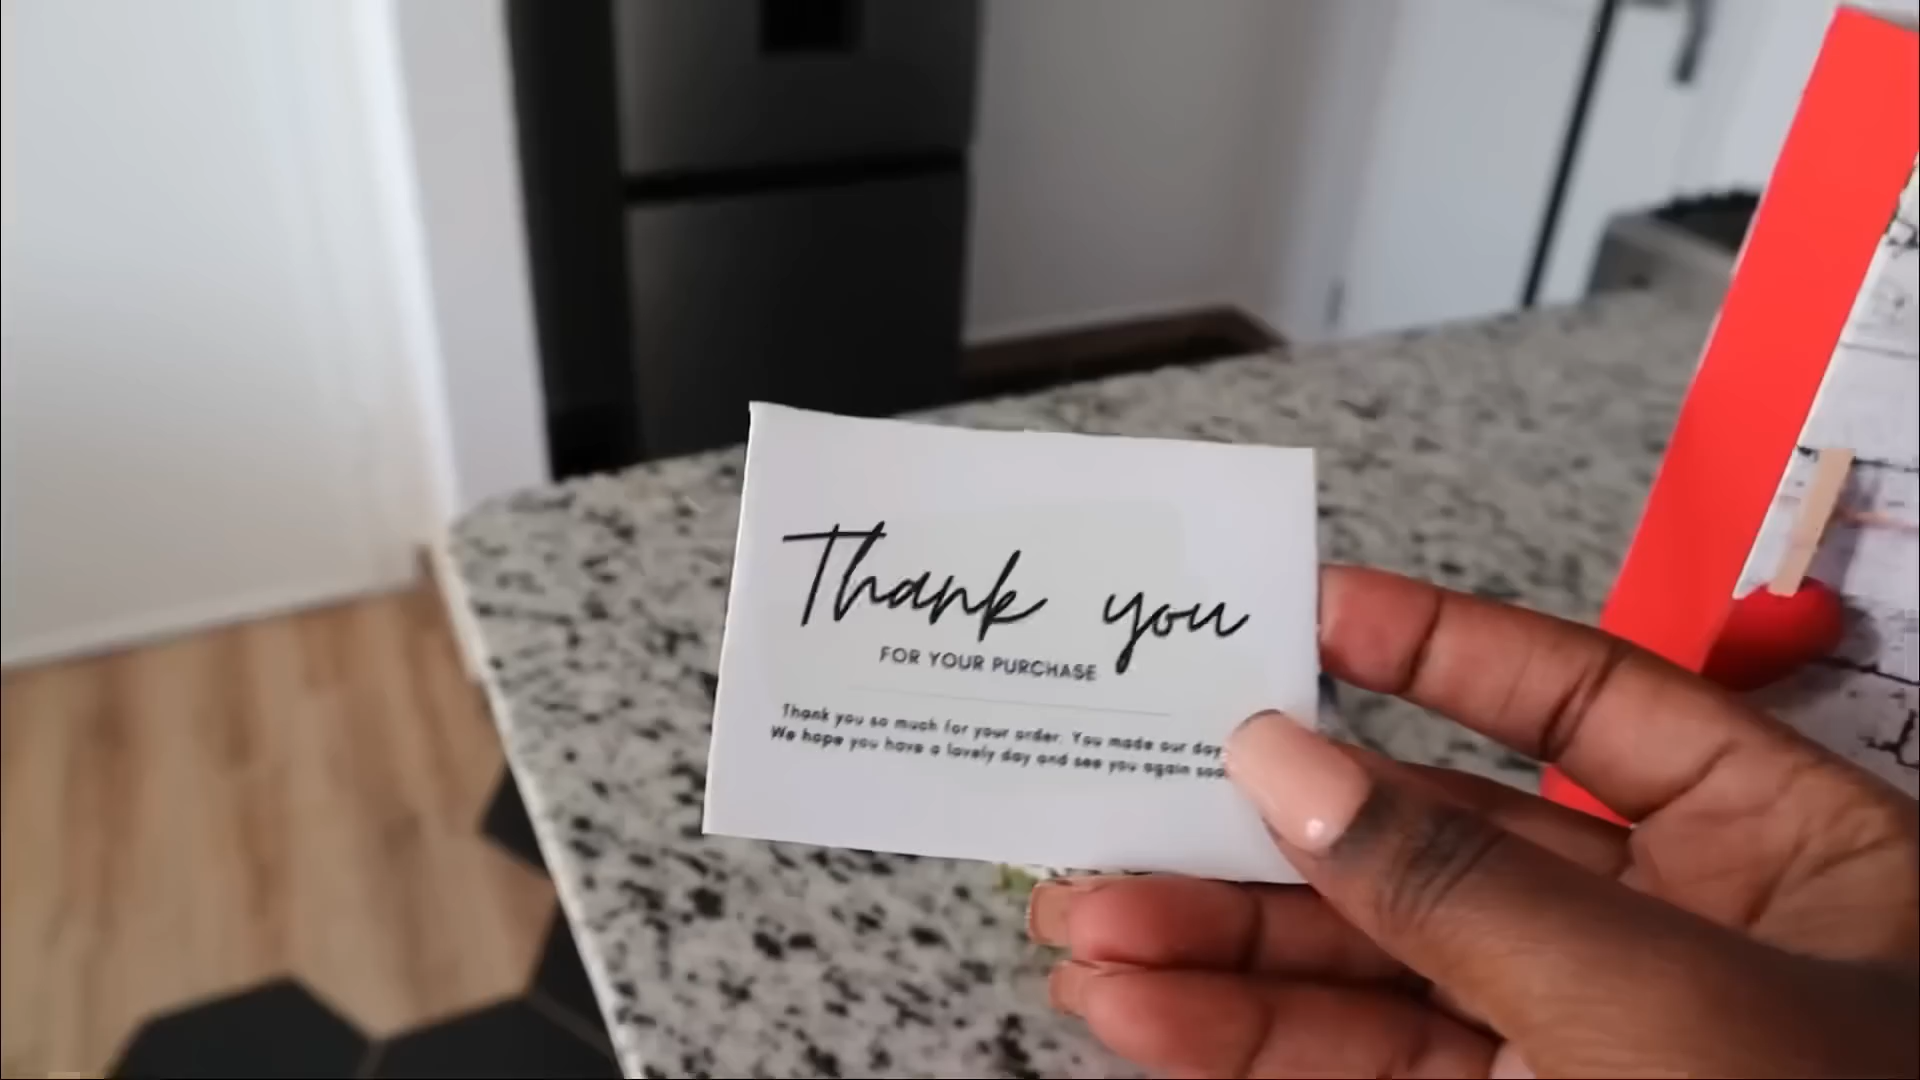 Thank you
FOR YOUR PURCHASE
Thank you so much for your order. You made our day
We hope you have a lovely day and see you again